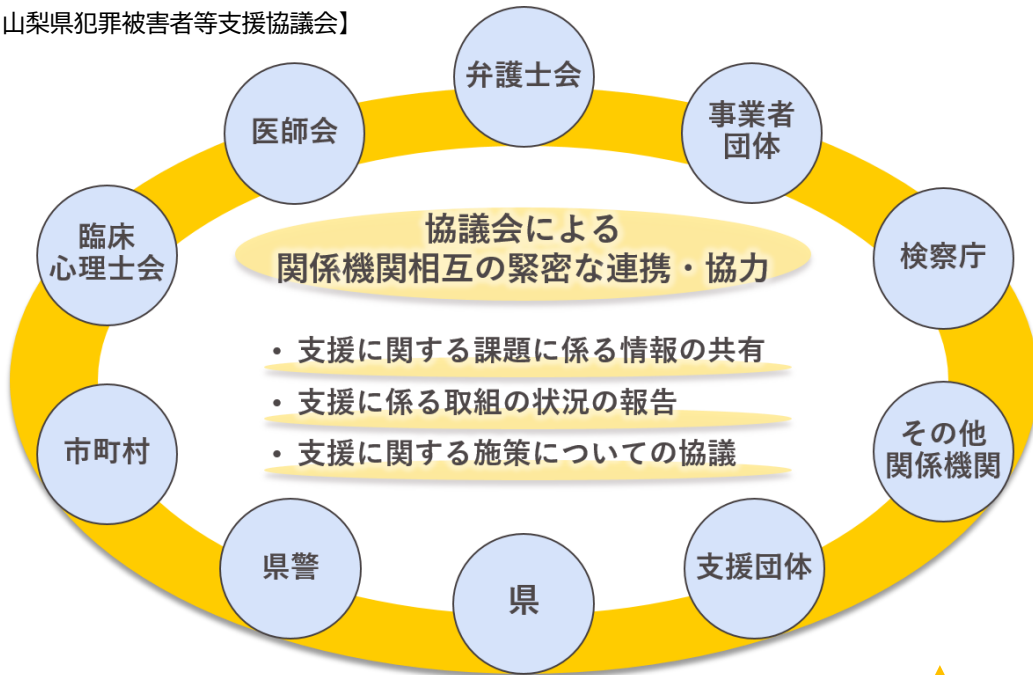 山梨県犯罪被害者等支援協議会】
弁護士会
医師会
事業者
団体
臨床
心理士会
検察庁
協議会による
関係機関相互の緊密な連携・協力
・ 支援に関する課題に係る情報の共有
・ 支援に係る取組の状況の報告
・ 支援に関する施策についての協議
市町村
その他
関係機関
県警
県
支援団体